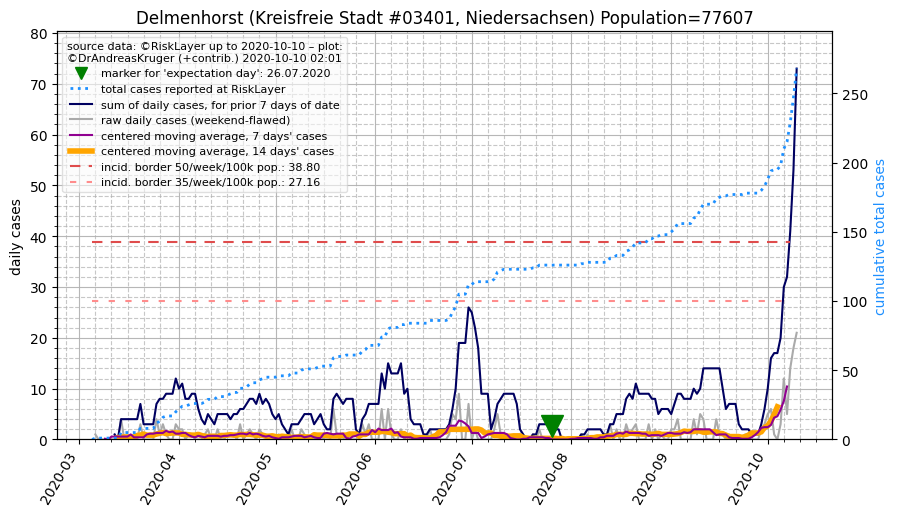 Delmenhorst (Kreisfreie Stadt #03401, Niedersachsen) Population=77607
source data: ©RiskLayer up to 2020-10-10 – plot:
©DrAndreasKruger (+contrib.) 2020-10-10 02:01
marker for 'expectation day': 26.07.2020
total cases reported at RiskLayer
sum of daily cases, for prior 7 days of date
raw daily cases (weekend-flawed)
centered moving average, 7 days' cases
centered moving average, 14 days' cases
incid. border 50/week/100k pop.: 38.80
incid. border 35/week/100k pop.: 27.16
daily cases
80
70
60
50
40
30
20
10
0
cumulative total cases
250
200
150
100
50
0
2020-03
2020-04
2020-05
2020-06
2020-07
2020-08
2020-09
2020-10